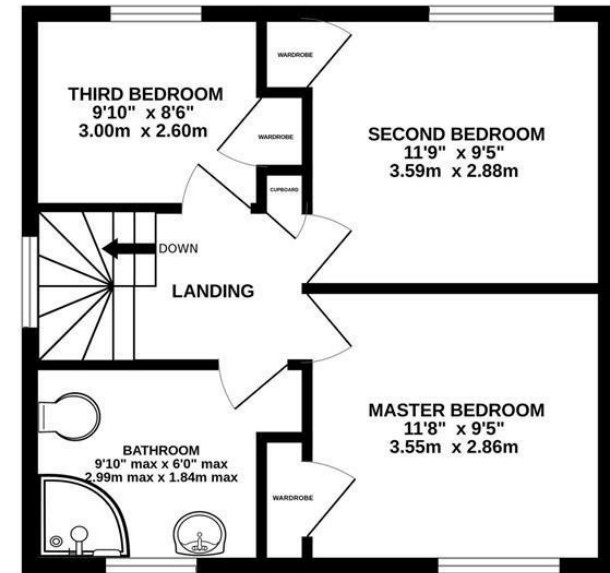 WARDROBE
THIRD BEDROOM
9'10" x 8'6"
3.00m x 2.60m
WARDROBE
SECOND BEDROOM
11'9" x 9'5"
3.59m x 2.88m
CUPBOARD
DOWN
LANDING
MASTER BEDROOM
11'8" x 9'5"
3.55m x 2.86m
BATHROOM
9'10" max x 6'0" max
2.99m max x 1.84m max
WARDROBE